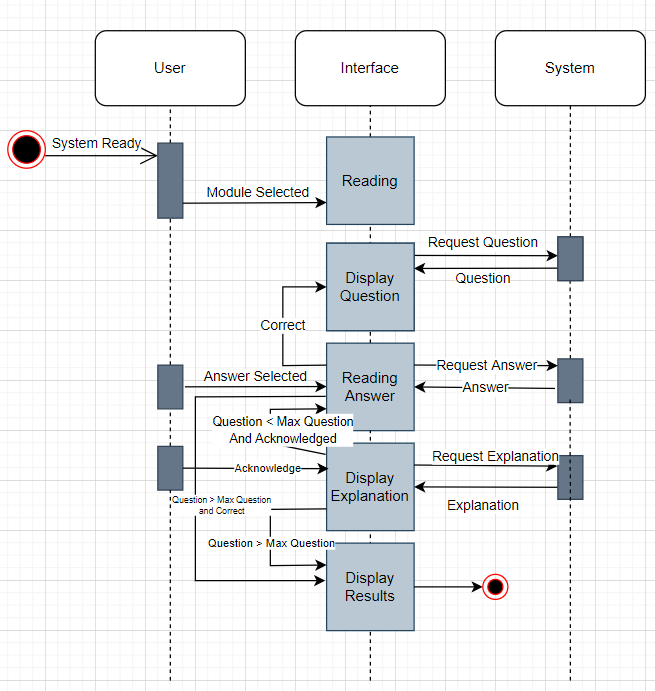 User
Interface
System
System Ready
Reading
Module Selected
Request Question
Question
Display
Question
Correct
Request Answer
Answer
Answer Selected
Reading
Answer
Question < Max Question
And Acknowledged
Request Explanation
Acknowledge
Display
Explanation
Explanation
Question > Max Question
and Correct
Question > Max Question
Display
Results